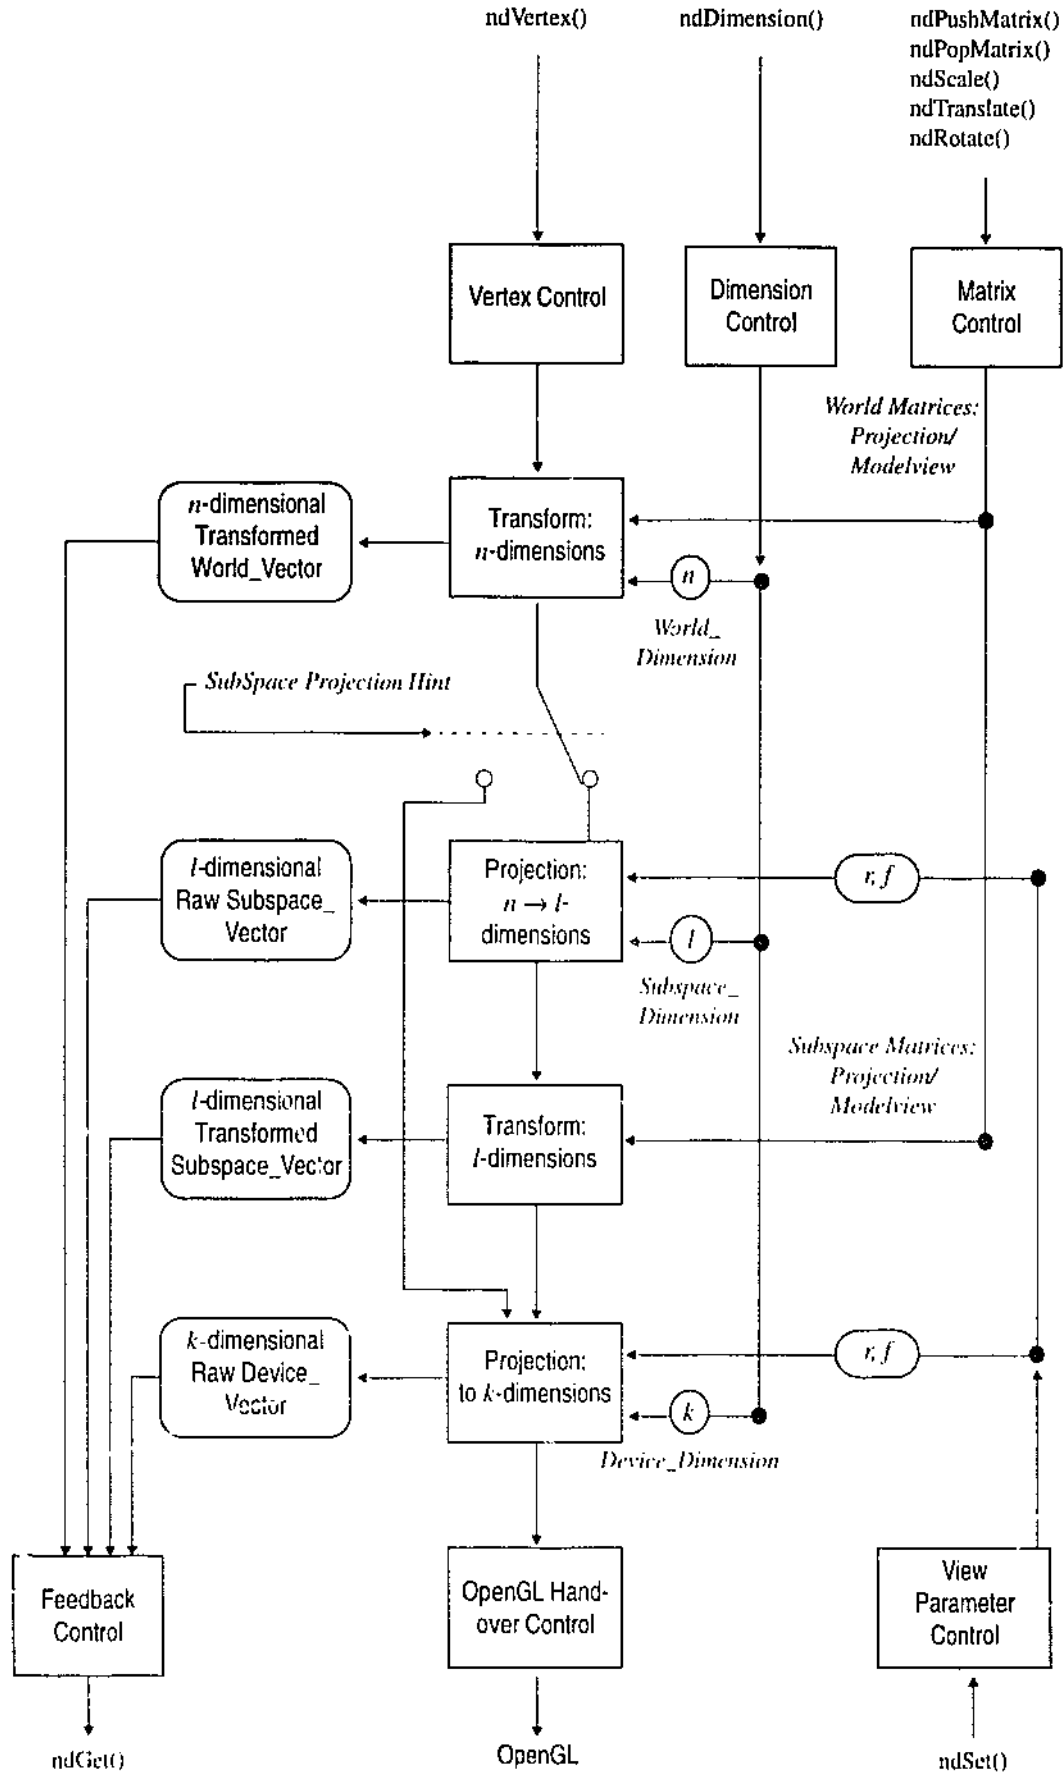 ndVertex()
ndDimension()
ndPushMatrix()
ndPopMatrix()
ndScale()
ndTranslate()
ndRotate()
Vertex Control
Dimension
Control
Matrix
Control
World Matrices:
Projection/
Modelview
n-dimensional
Transformed
World_Vector
Transform:
n-dimensions
n
World_
Dimension
SubSpace Projection Hint
l-dimensional
Raw Subspace_
Vector
Projection:
n → l-
dimensions
r, f
l
Subspace_
Dimension
Subspace Matrices:
Projection/
Modelview
l-dimensional
Transformed
Subspace_Vector
Transform:
l-dimensions
k-dimensional
Raw Device_
Vector
Projection:
to k-dimensions
r, f
k
Device_Dimension
Feedback
Control
OpenGL Hand-
over Control
View
Parameter
Control
ndGet()
OpenGL
ndSet()